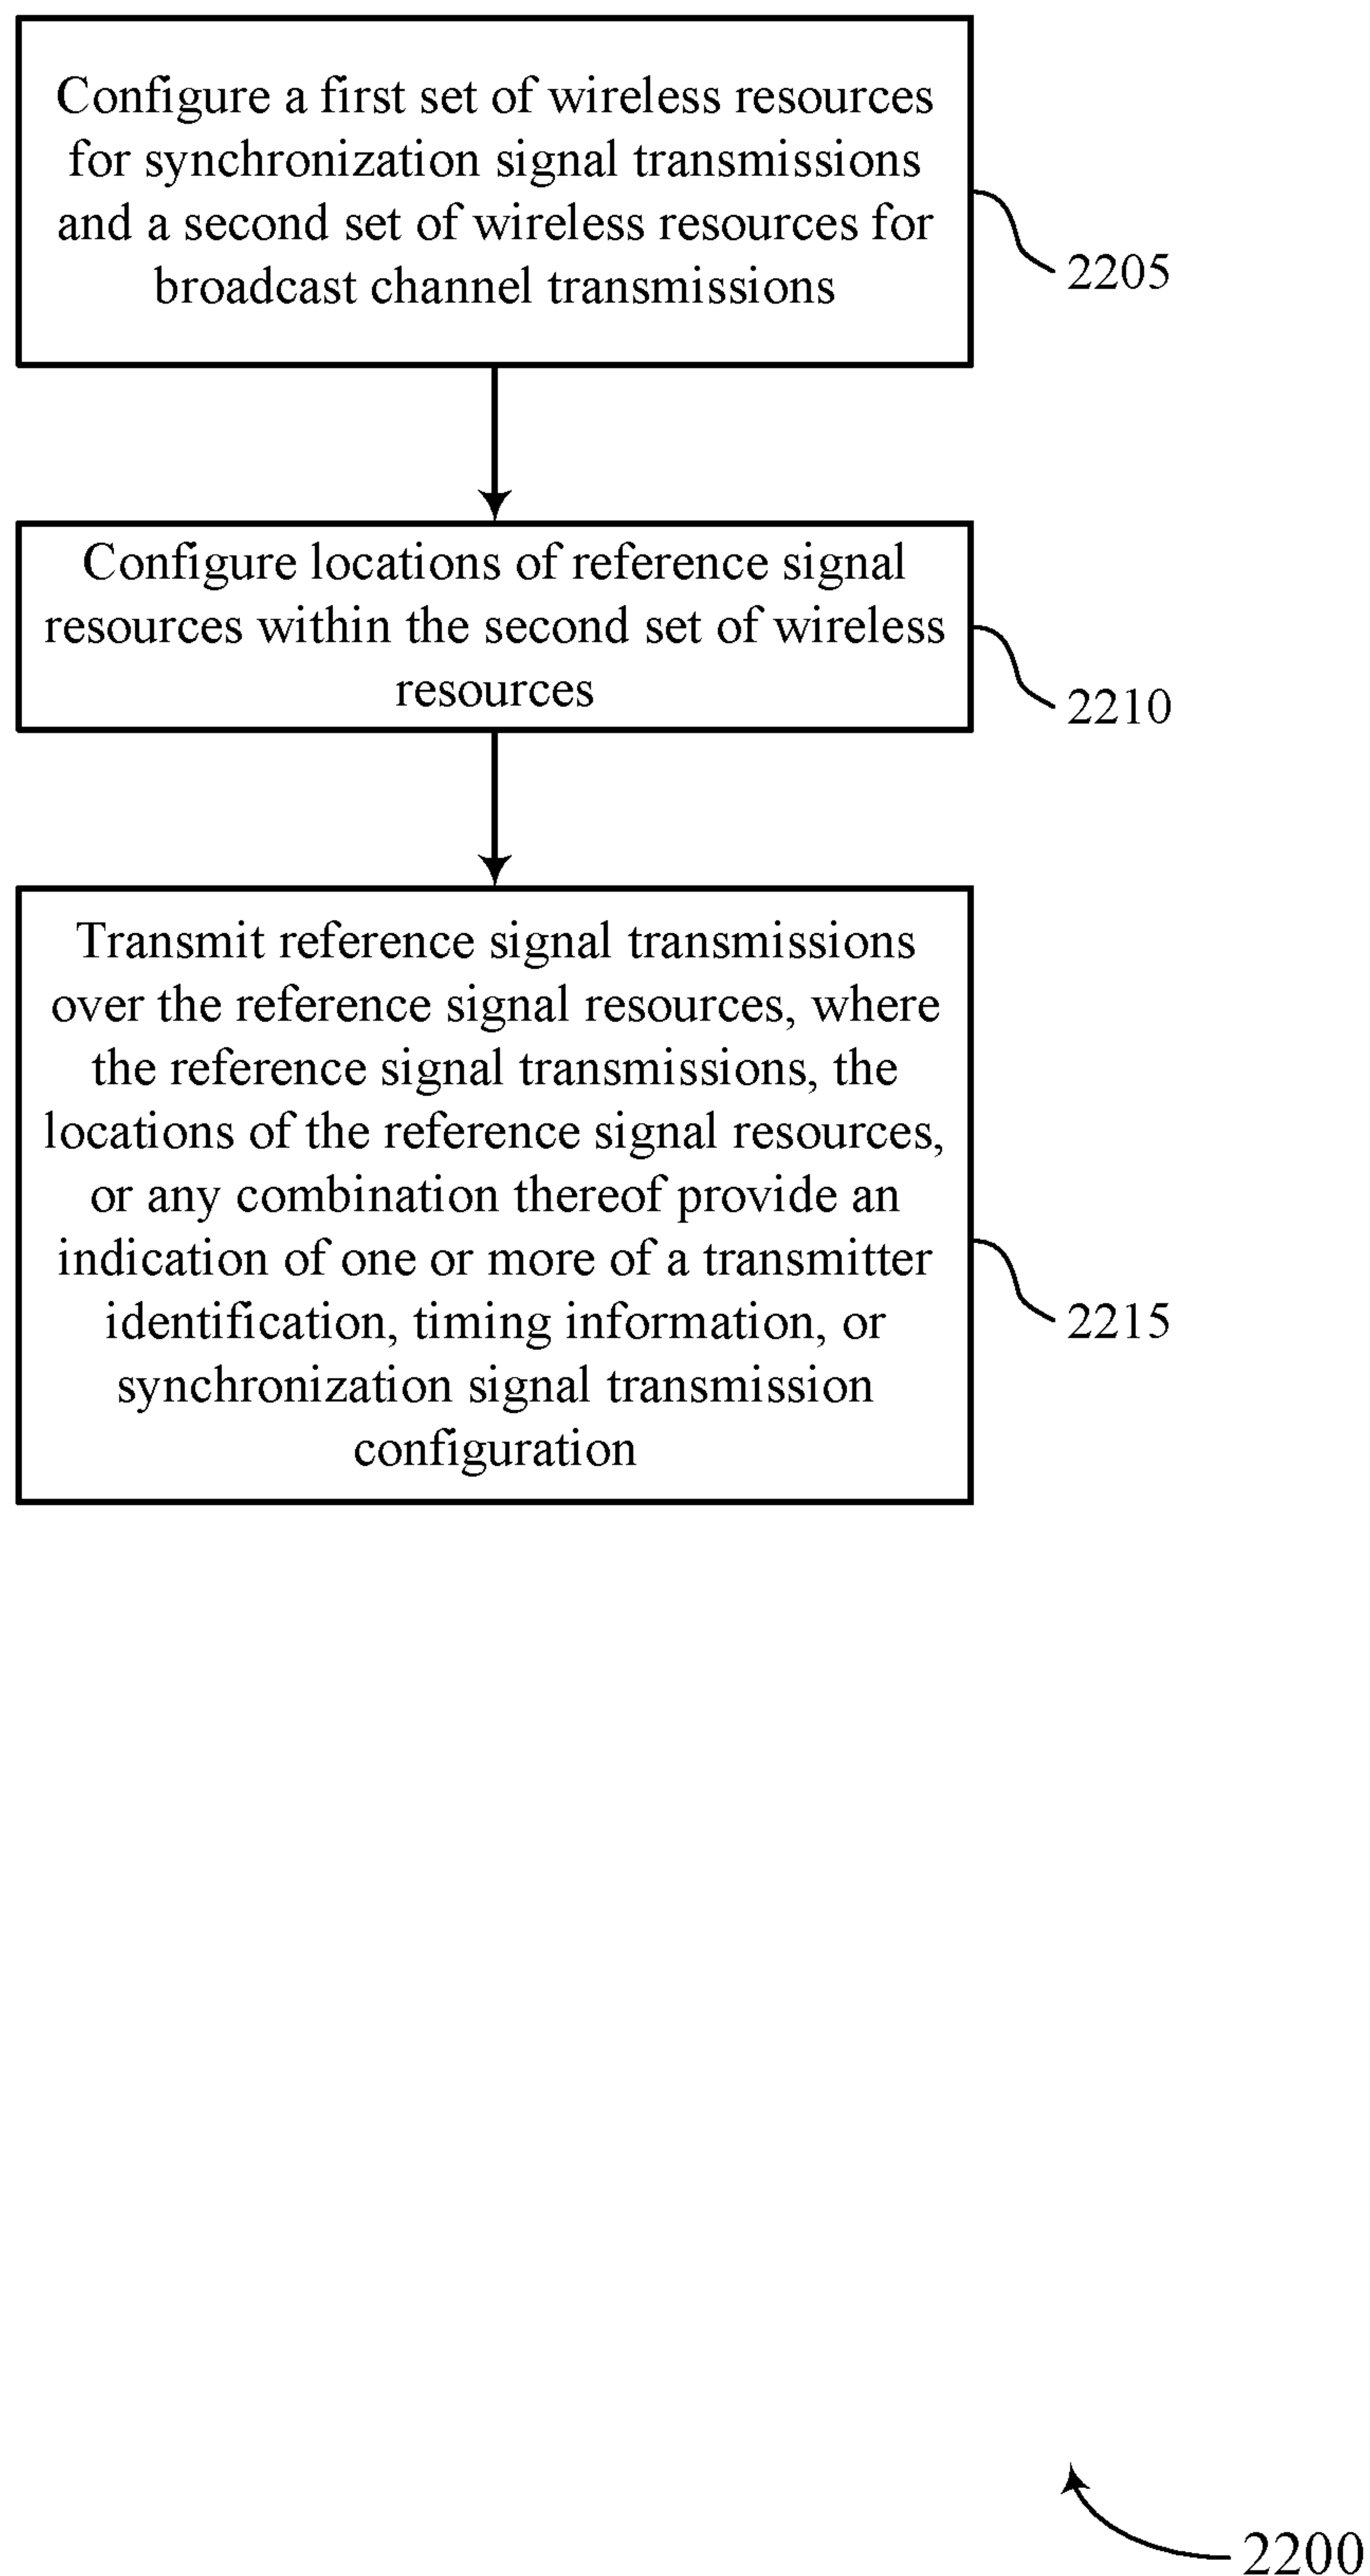 Configure a first set of wireless resources
for synchronization signal transmissions
and a second set of wireless resources for
broadcast channel transmissions
2205
Configure locations of reference signal
resources within the second set of wireless
resources
2210
Transmit reference signal transmissions
over the reference signal resources, where
the reference signal transmissions, the
locations of the reference signal resources,
or any combination thereof provide an
indication of one or more of a transmitter
identification, timing information, or
synchronization signal transmission
configuration
2215
2200